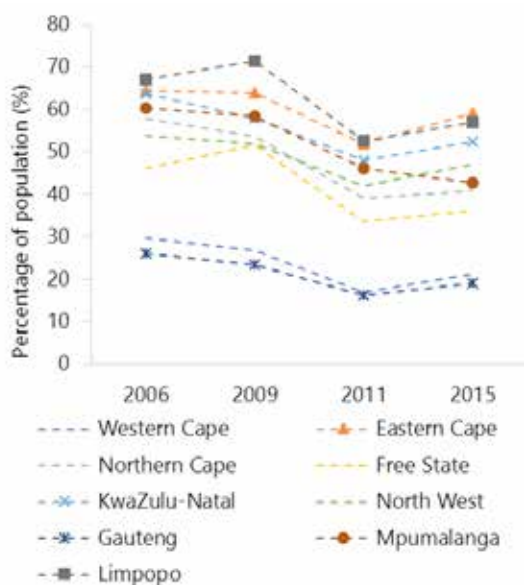 Percentage of population (%)
80
70
60
50
40
30
20
10
0
2006 2009 2011 2015
Western Cape Eastern Cape
Northern Cape Free State
KwaZulu-Natal North West
Gauteng Mpumalanga
Limpopo